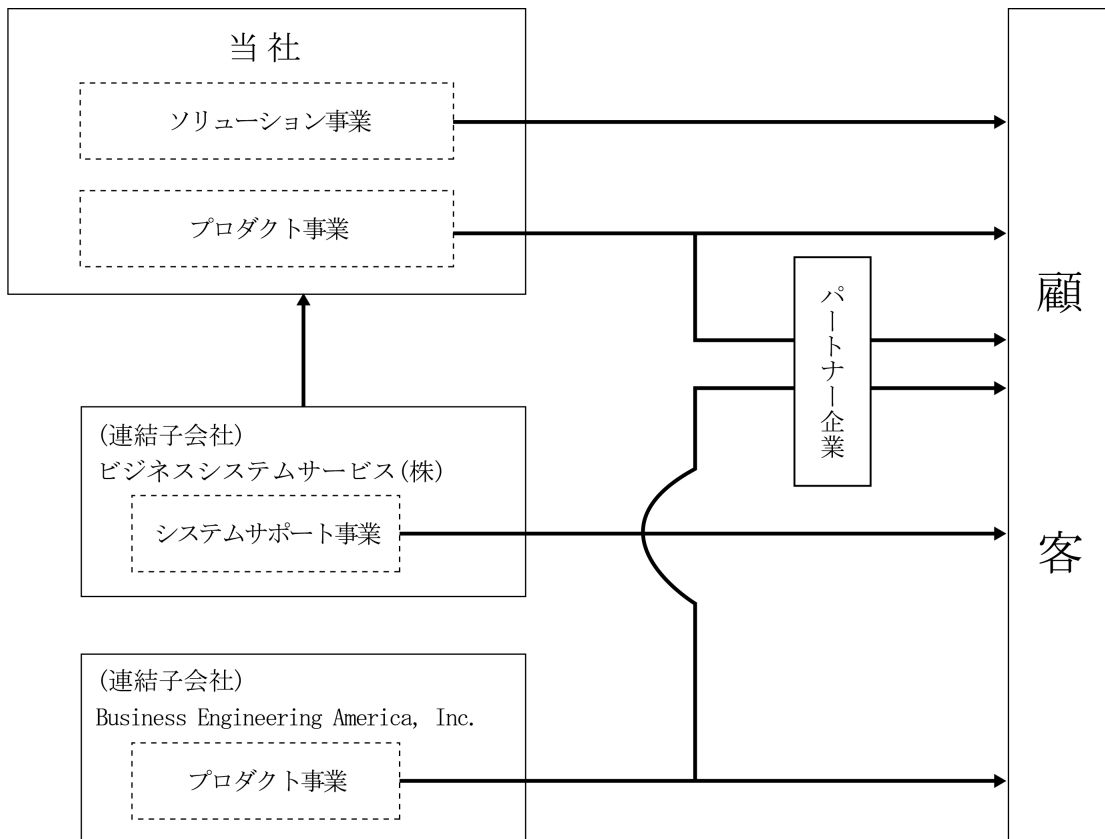 当社
ソリューション事業
プロダクト事業
パートナー企業
(連結子会社)
ビジネスシステムサービス(株)
システムサポート事業
(連結子会社)
Business Engineering America, Inc.
プロダクト事業
顧客